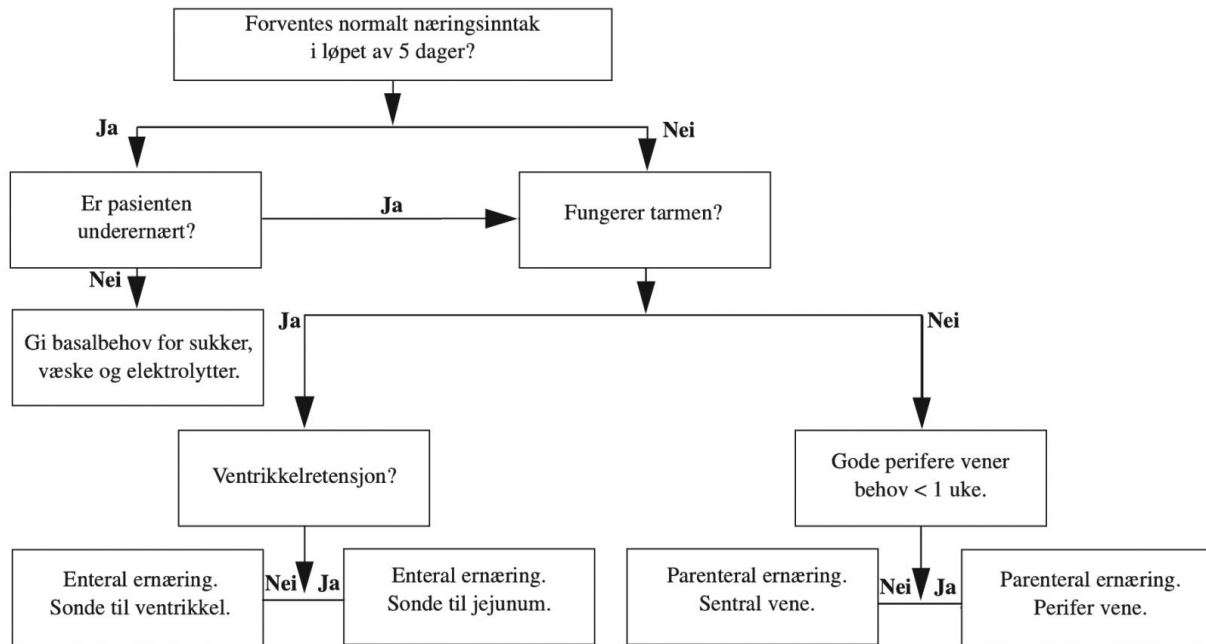 Forventes normalt næringsinntak
i løpet av 5 dager?
Ja
Nei
Er pasienten
underernært?
Ja
Fungerer tarmen?
Nei
Gi basalbehov for sukker,
væske og elektrolytter.
Ja
Nei
Ventrikkelretensjon?
Gode perifere vener
behov < 1 uke.
Enteral ernæring.
Sonde til ventrikkel.
Nei
Ja
Enteral ernæring.
Sonde til jejunum.
Parenteral ernæring.
Sentral vene.
Nei
Ja
Parenteral ernæring.
Perifer vene.